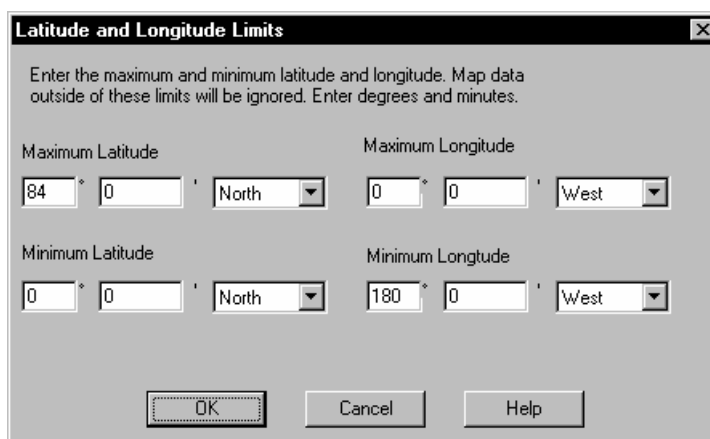 Latitude and Longitude Limits
Enter the maximum and minimum latitude and longitude. Map data
outside of these limits will be ignored. Enter degrees and minutes.
Maximum Latitude
Maximum Longitude
84 ° 0 ' North
0 ° 0 ' West
Minimum Latitude
Minimum Longtude
0 ° 0 ' North
180 ° 0 ' West
OK
Cancel
Help